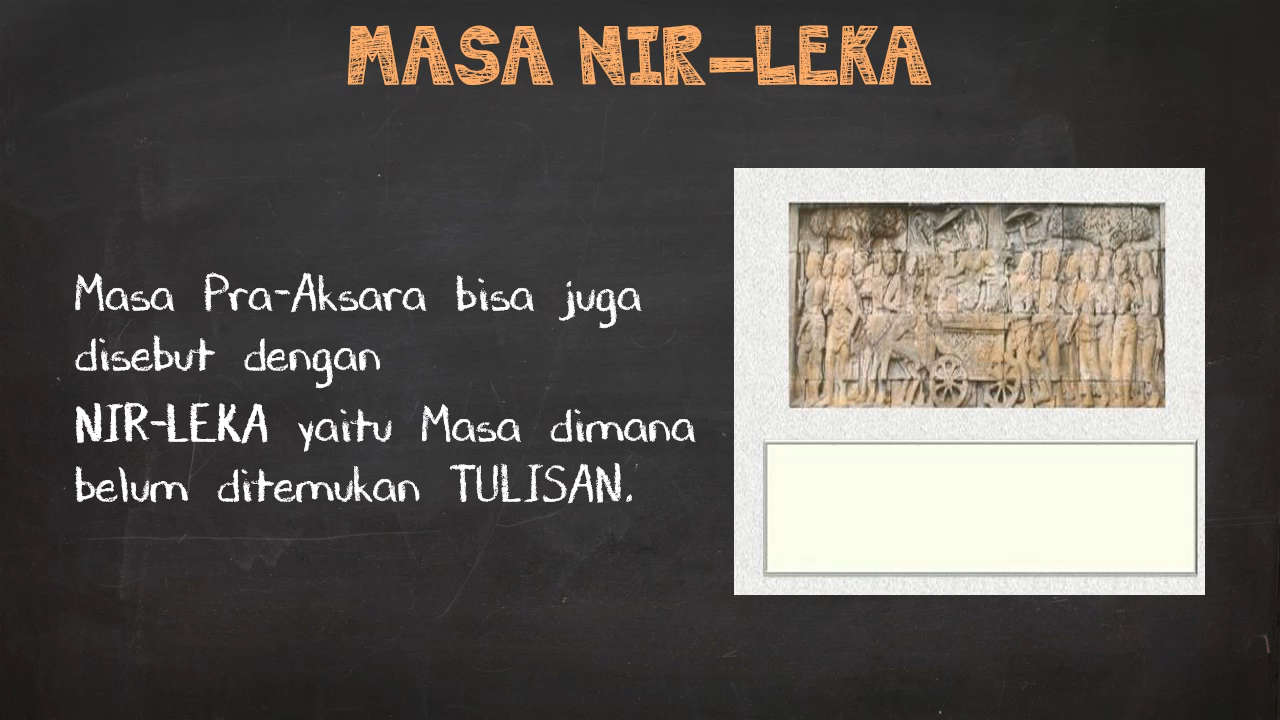 MASA NIR-LEKA
Masa Pra-Aksara bisa juga
disebut dengan
NIR-LEKA yaitu Masa dimana
belum ditemukan TULISAN.